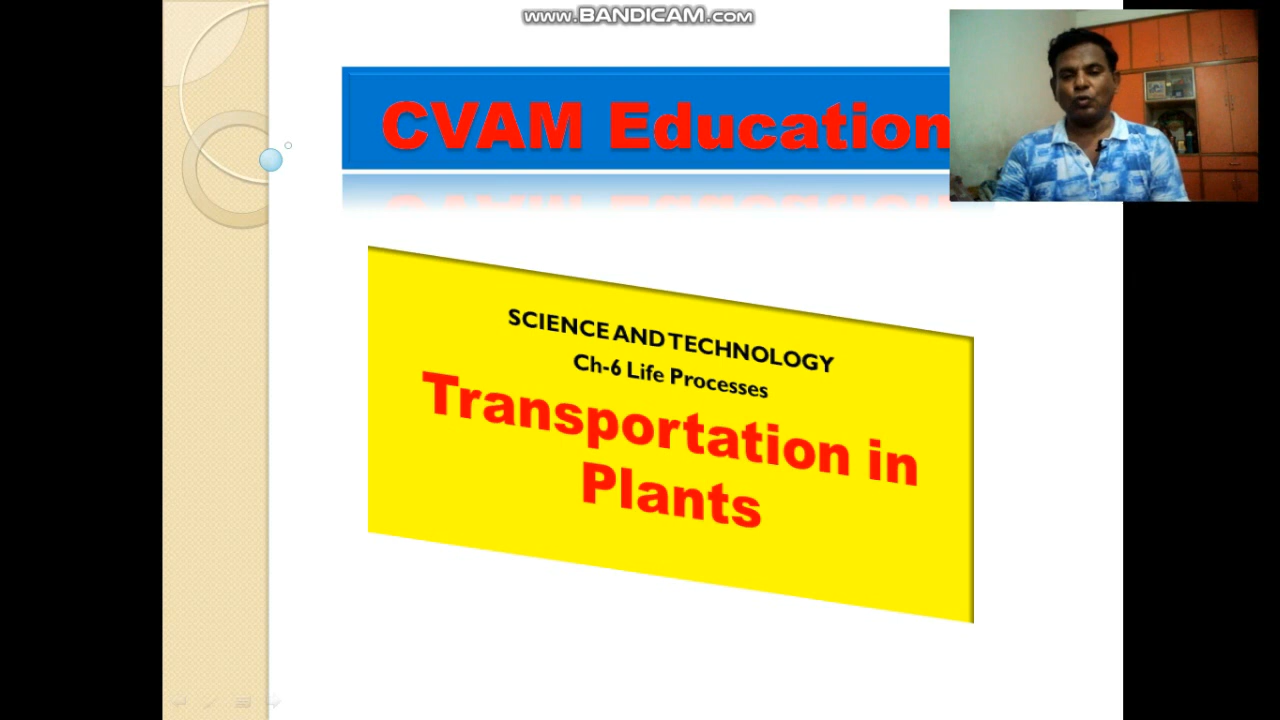 www.BANDICAM.com
CVAM Education
SCIENCE AND TECHNOLOGY
Ch-6 Life Processes
Transportation in
Plants